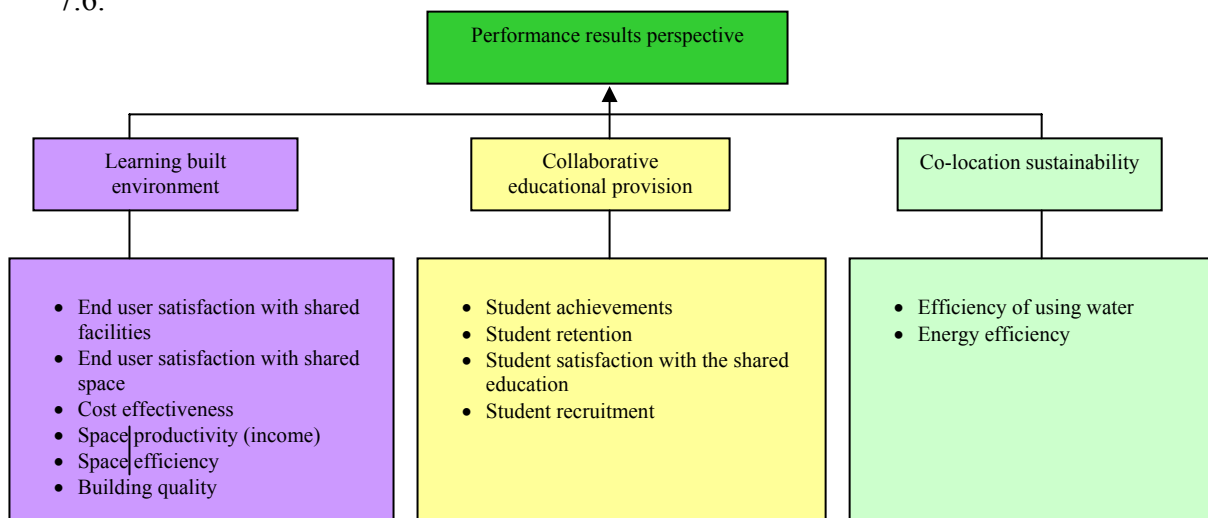 7.6.
Performance results perspective
Learning built
environment
Collaborative
educational provision
Co-location sustainability
• End user satisfaction with shared
facilities
• End user satisfaction with shared
space
• Cost effectiveness
• Space productivity (income)
• Space efficiency
• Building quality
• Student achievements
• Student retention
• Student satisfaction with the shared
education
• Student recruitment
• Efficiency of using water
• Energy efficiency